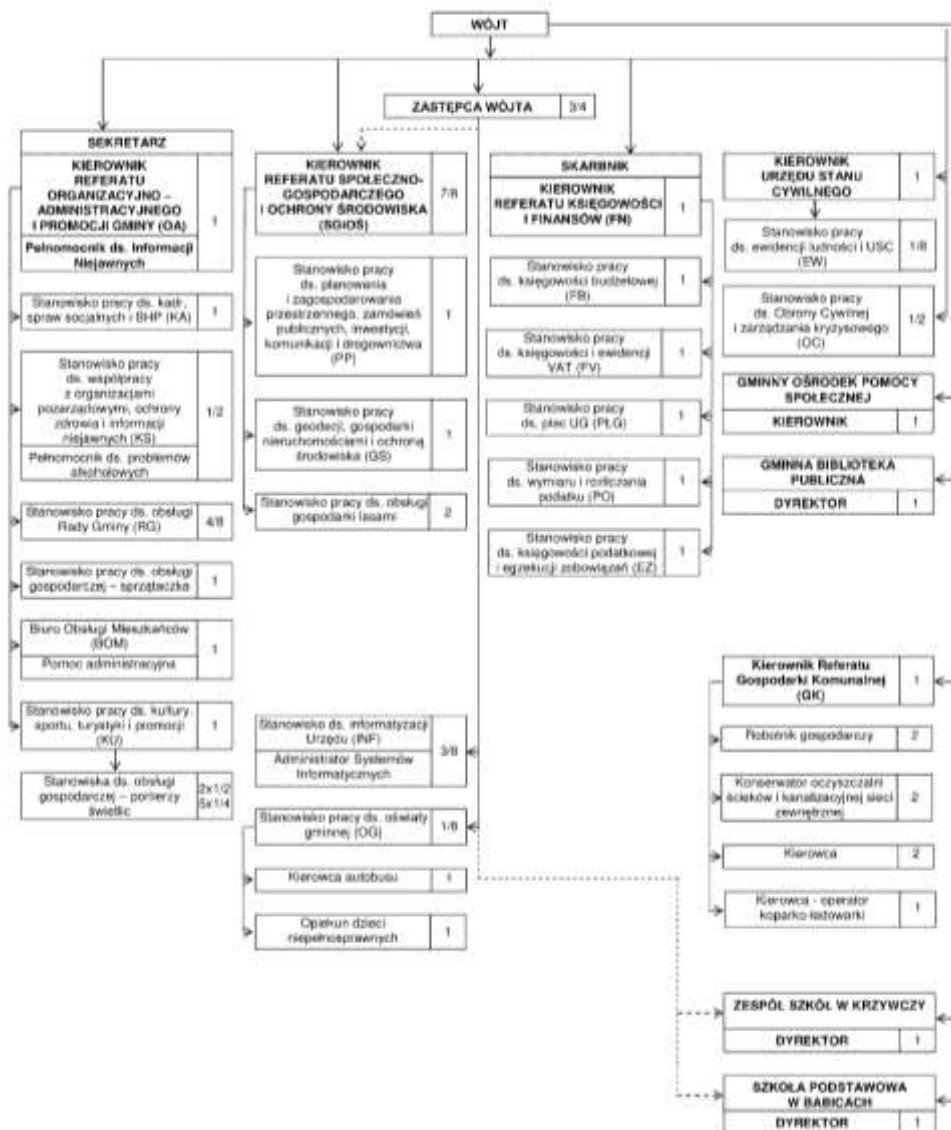 WÓJT
ZASTĘPCA WÓJTA 3/4
SEKRETARZ
KIEROWNIK
REFERATU
ORGANIZACYJNO –
ADMINISTRACYJNEGO
I PROMOCJI GMINY (OA)
1
Pełnomocnik ds. Informacji
Niejawnych
Stanowisko pracy ds. kadr,
spraw socjalnych i BHP (KA)
1
Stanowisko pracy
ds. współpracy
z organizacjami
pozarządowymi, ochrony
zdrowia i informacji
niejawnych (KS)
1/2
Pełnomocnik ds. problemów
alkoholowych
Stanowisko pracy ds. obsługi
Rady Gminy (RG)
4/8
Stanowisko pracy ds. obsługi
gospodarczej – sprzątaczka
1
Biuro Obsługi Mieszkańców
(BOM)
1
Pomoc administracyjna
Stanowisko pracy ds. kultury,
sportu, turystyki i promocji
(KU)
1
Stanowiska ds. obsługi
gospodarczej – portierzy
świetlic
2x1/2
5x1/4
KIEROWNIK
REFERATU SPOŁECZNO-
GOSPODARCZEGO
I OCHRONY ŚRODOWISKA
(SGIOŚ)
7/8
Stanowisko pracy
ds. planowania
i zagospodarowania
przestrzennego, zamówień
publicznych, inwestycji,
komunikacji i drogownictwa
(PP)
1
Stanowisko pracy
ds. geodezji, gospodarki
nieruchomościami i ochroną
środowiska (GS)
1
Stanowisko pracy ds. obsługi
gospodarki lasami
2
Stanowisko ds. informatyzacji
Urzędu (INF)
3/8
Administrator Systemów
Informatycznych
Stanowisko pracy ds. oświaty
gminnej (OG)
1/8
Kierowca autobusu 1
Opiekun dzieci
niepełnosprawnych
1
SKARBNIK
KIEROWNIK
REFERATU KSIĘGOWOŚCI
I FINANSÓW (FN)
1
Stanowisko pracy
ds. księgowości budżetowej
(FB)
1
Stanowisko pracy
ds. księgowości i ewidencji
VAT (FV)
1
Stanowisko pracy
ds. płac UG (PŁG)
1
Stanowisko pracy
ds. wymiaru i rozliczania
podatku (PO)
1
Stanowisko pracy
ds. księgowości podatkowej
i egzekucji zobowiązań (EZ)
1
KIEROWNIK
URZĘDU STANU
CYWILNEGO
1
Stanowisko pracy
ds. ewidencji ludności i USC
(EW)
1/8
Stanowisko pracy
ds. Obrony Cywilnej
i zarządzania kryzysowego
(OC)
1/2
GMINNY OŚRODEK POMOCY
SPOŁECZNEJ
KIEROWNIK 1
GMINNA BIBLIOTEKA
PUBLICZNA
DYREKTOR 1
Kierownik Referatu
Gospodarki Komunalnej
(GK)
1
Robotnik gospodarczy 2
Konserwator oczyszczalni
ścieków i kanalizacyjnej sieci
zewnętrznej
2
Kierowca 2
Kierowca - operator
koparko-ładowarki
1
ZESPÓŁ SZKÓŁ W KRZYWCZY
DYREKTOR 1
SZKOŁA PODSTAWOWA
W BABICACH
DYREKTOR 1